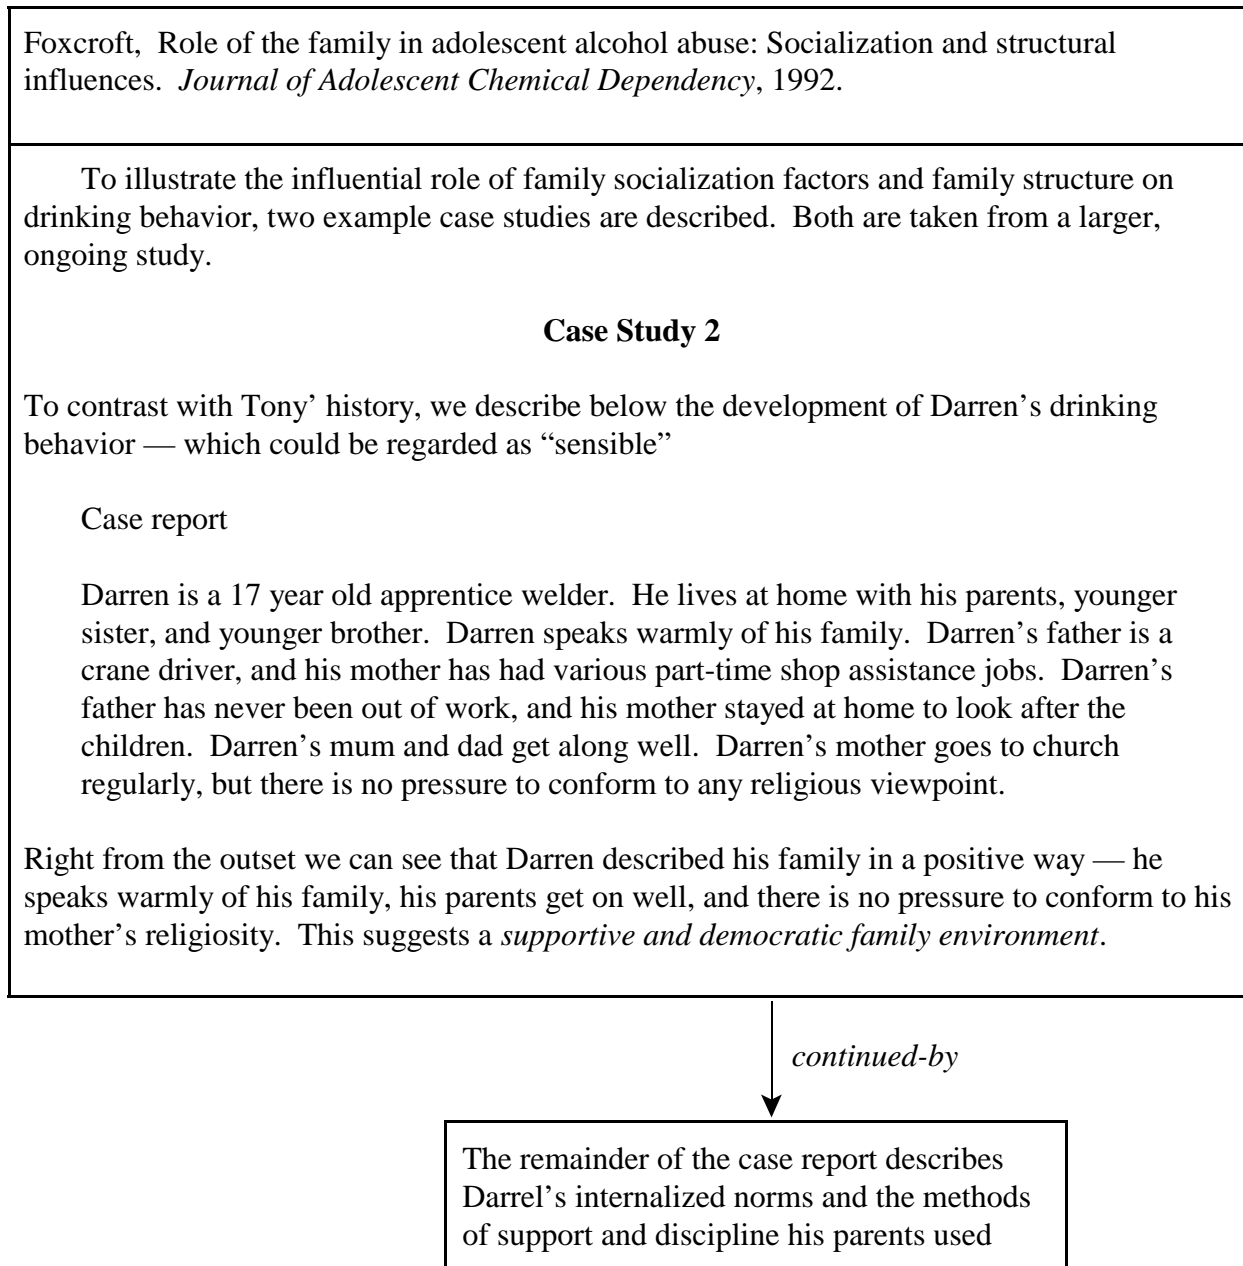 Foxcroft, Role of the family in adolescent alcohol abuse: Socialization and structural
influences. Journal of Adolescent Chemical Dependency, 1992.
To illustrate the influential role of family socialization factors and family structure on
drinking behavior, two example case studies are described. Both are taken from a larger,
ongoing study.
Case Study 2
To contrast with Tony’ history, we describe below the development of Darren’s drinking
behavior — which could be regarded as “sensible”
Case report
Darren is a 17 year old apprentice welder. He lives at home with his parents, younger
sister, and younger brother. Darren speaks warmly of his family. Darren’s father is a
crane driver, and his mother has had various part-time shop assistance jobs. Darren’s
father has never been out of work, and his mother stayed at home to look after the
children. Darren’s mum and dad get along well. Darren’s mother goes to church
regularly, but there is no pressure to conform to any religious viewpoint.
Right from the outset we can see that Darren described his family in a positive way — he
speaks warmly of his family, his parents get on well, and there is no pressure to conform to his
mother’s religiosity. This suggests a supportive and democratic family environment.
continued-by
The remainder of the case report describes
Darrel’s internalized norms and the methods
of support and discipline his parents used